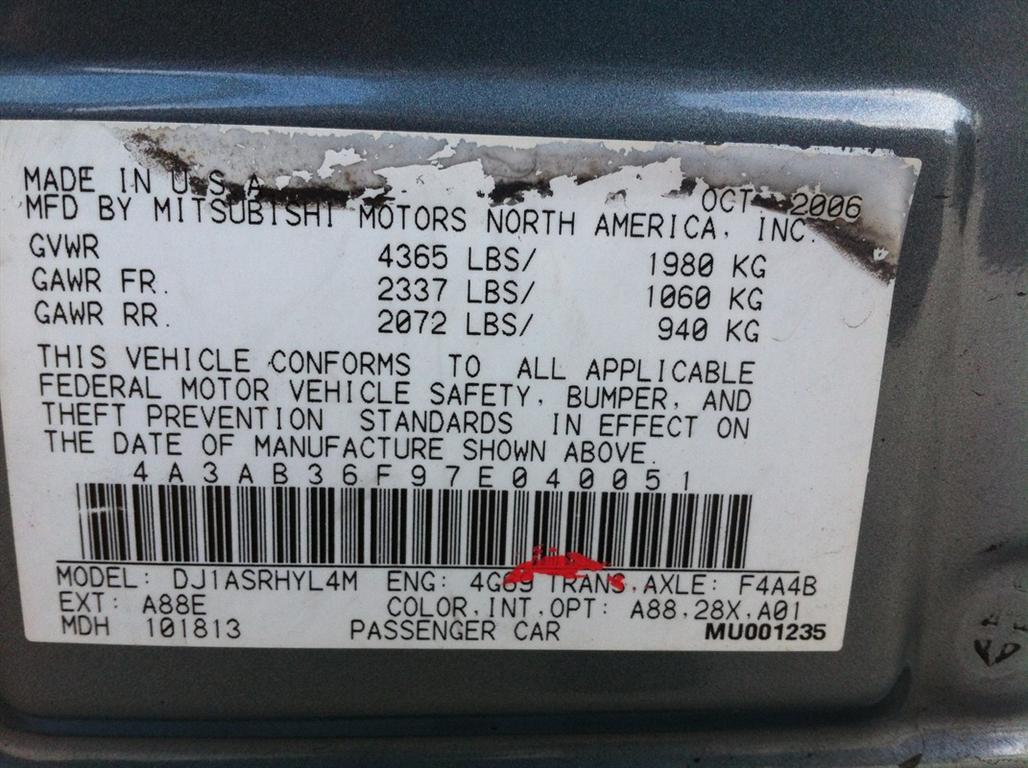 MADE IN U S A OCT 2006
MFD BY MITSUBISHI MOTORS NORTH AMERICA, INC.
GVWR 4365 LBS/ 1980 KG
GAWR FR. 2337 LBS/ 1060 KG
GAWR RR. 2072 LBS/ 940 KG
THIS VEHICLE CONFORMS TO ALL APPLICABLE
FEDERAL MOTOR VEHICLE SAFETY, BUMPER, AND
THEFT PREVENTION STANDARDS IN EFFECT ON
THE DATE OF MANUFACTURE SHOWN ABOVE.
4A3AB36F97E040051
MODEL: DJ1ASRHYL4M ENG: 4G69 TRANS,AXLE: F4A4B
EXT: A88E COLOR,INT,OPT: A88,28X,A01
MDH 101813 PASSENGER CAR MU001235